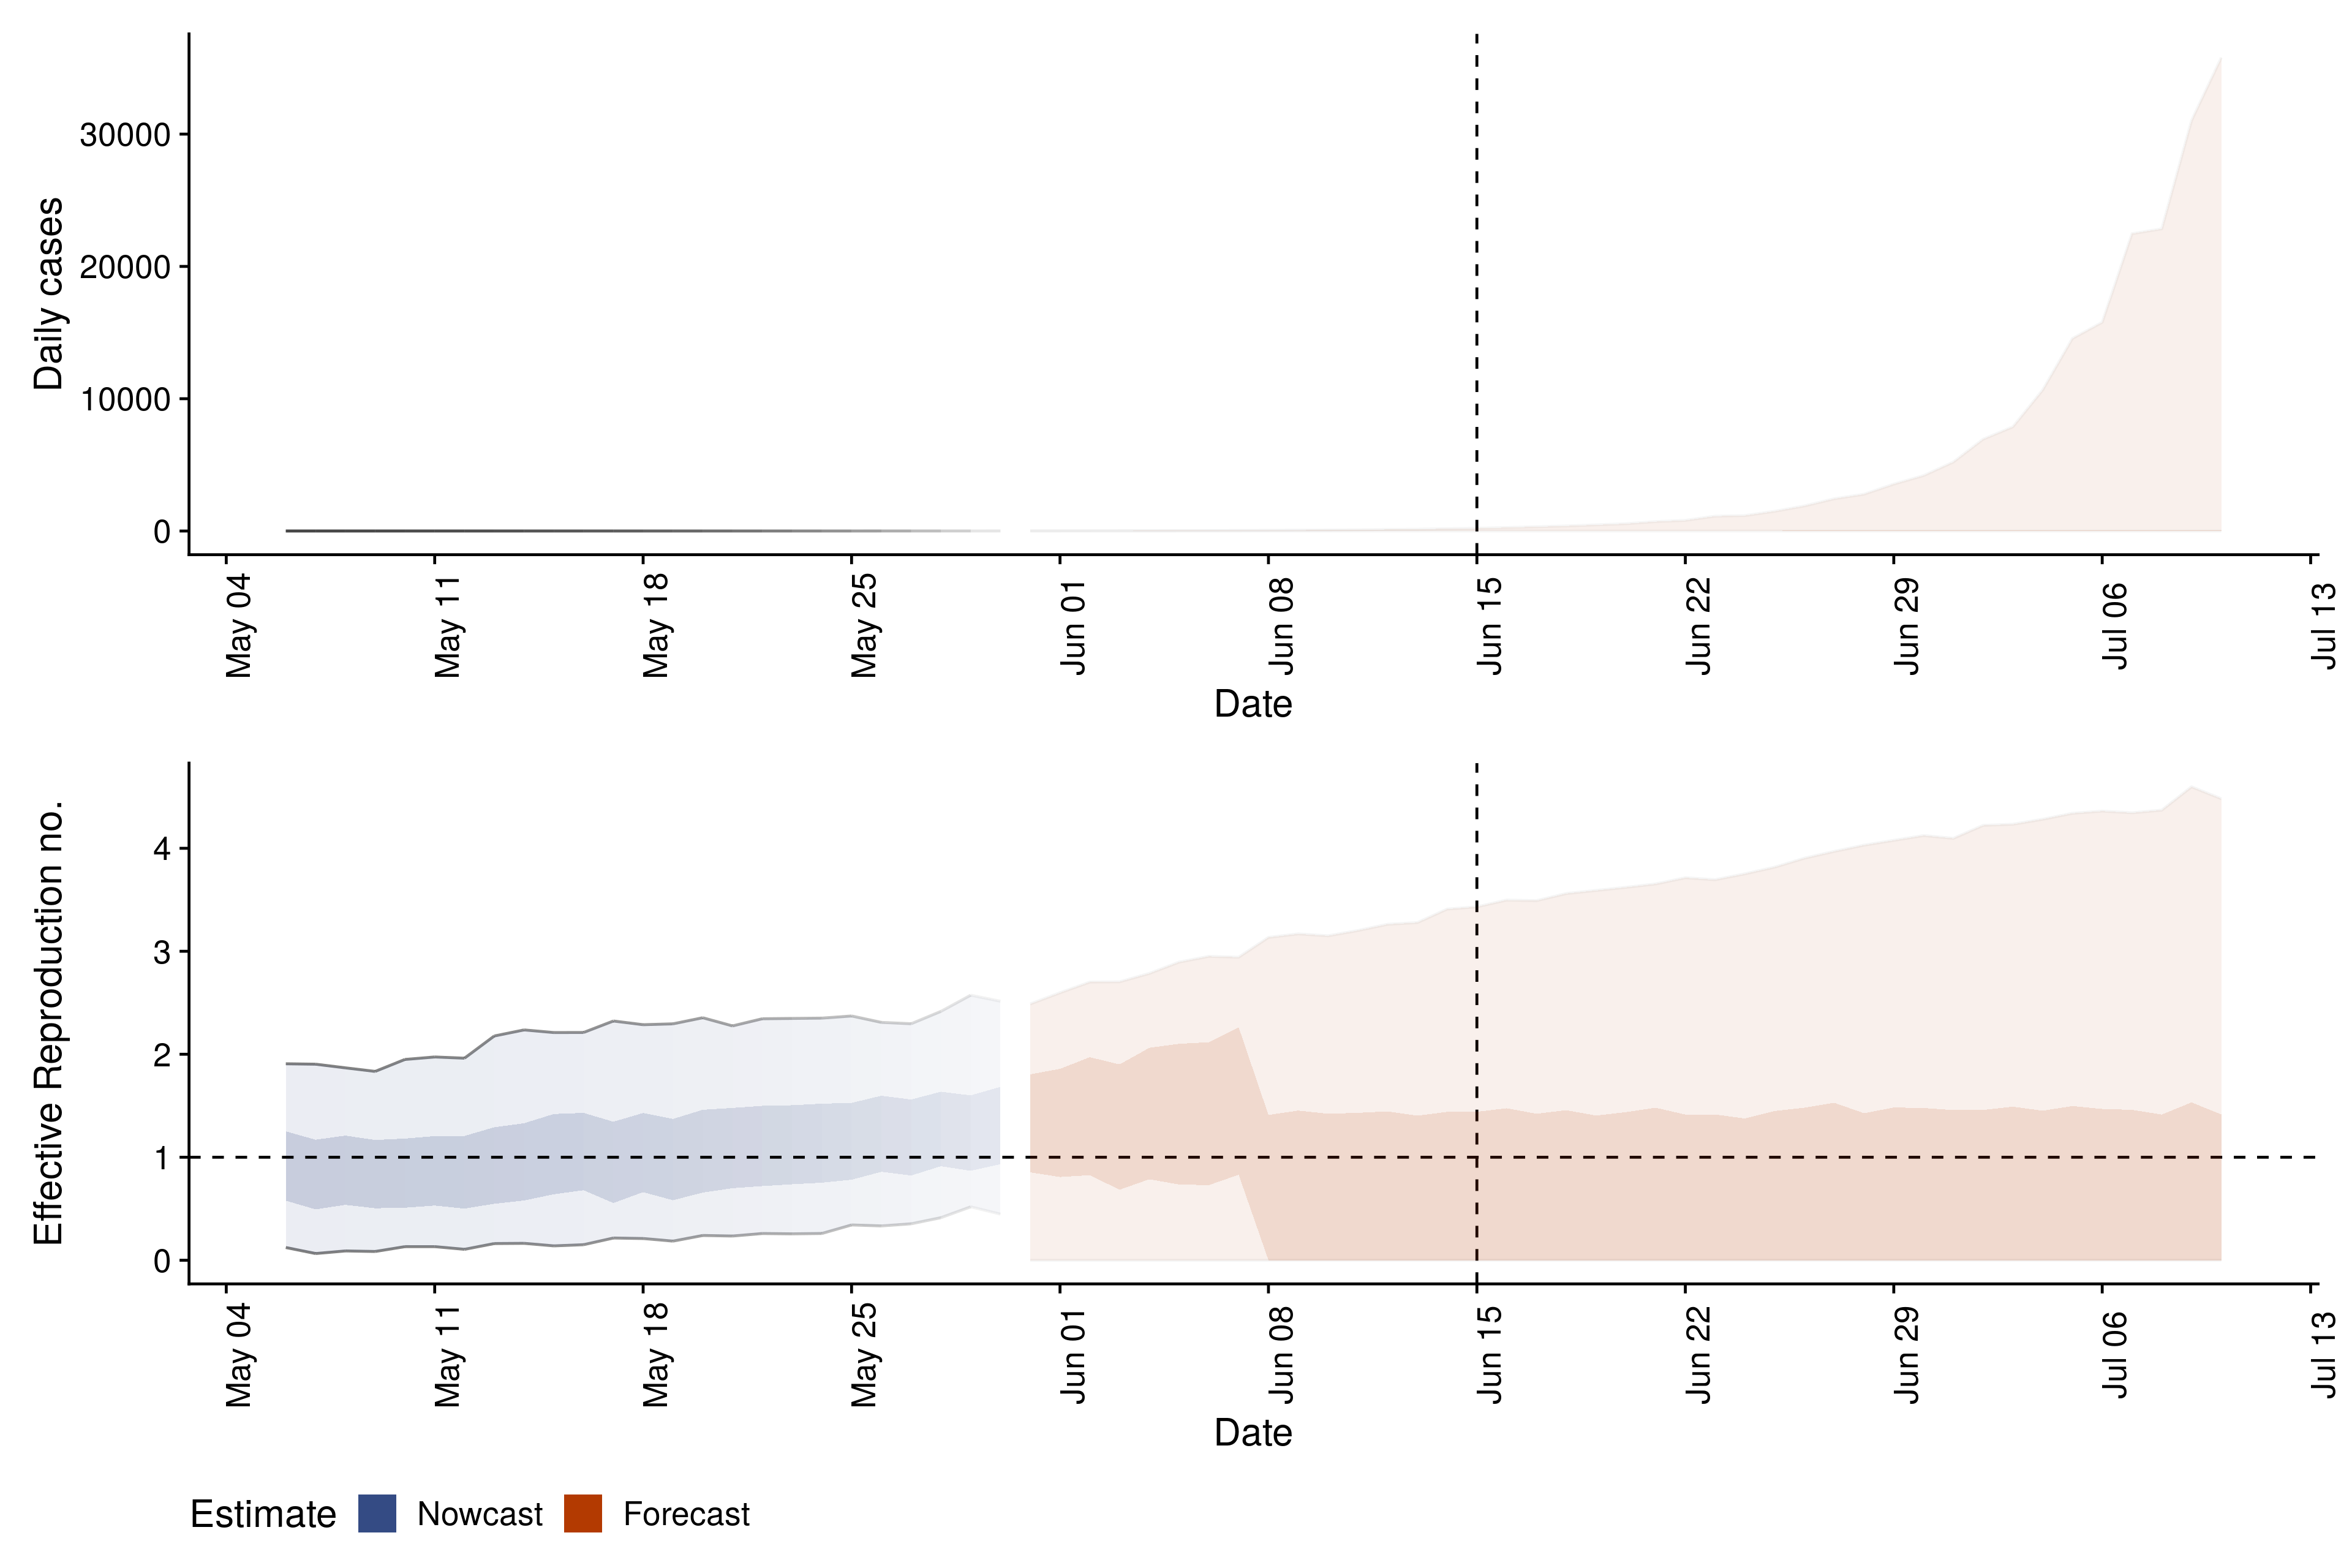 Daily cases
30000
20000
10000
0
May 04
May 11
May 18
May 25
Jun 01
Jun 08
Jun 15
Jun 22
Jun 29
Jul 06
Jul 13
Date
Effective Reproduction no.
4
3
2
1
0
May 04
May 11
May 18
May 25
Jun 01
Jun 08
Jun 15
Jun 22
Jun 29
Jul 06
Jul 13
Date
Estimate Nowcast Forecast